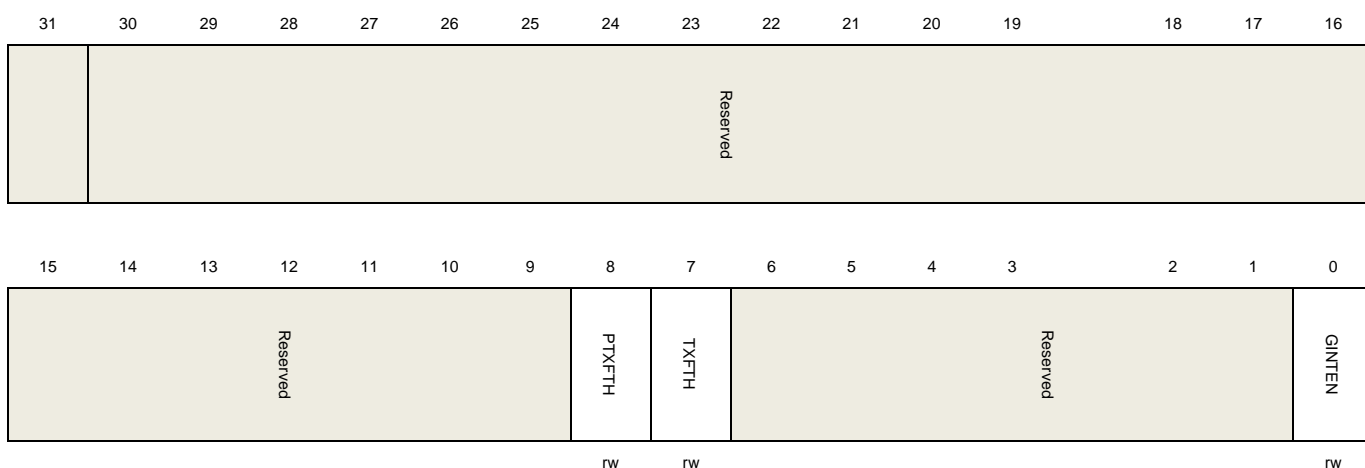 31 30 29 28 27 26 25 24 23 22 21 20 19 18 17 16
Reserved
15 14 13 12 11 10 9 8 7 6 5 4 3 2 1 0
Reserved PTXFTH TXFTH Reserved GINTEN
rw rw rw